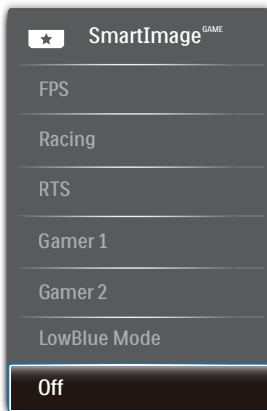 SmartImage GAME
FPS
Racing
RTS
Gamer 1
Gamer 2
LowBlue Mode
Off